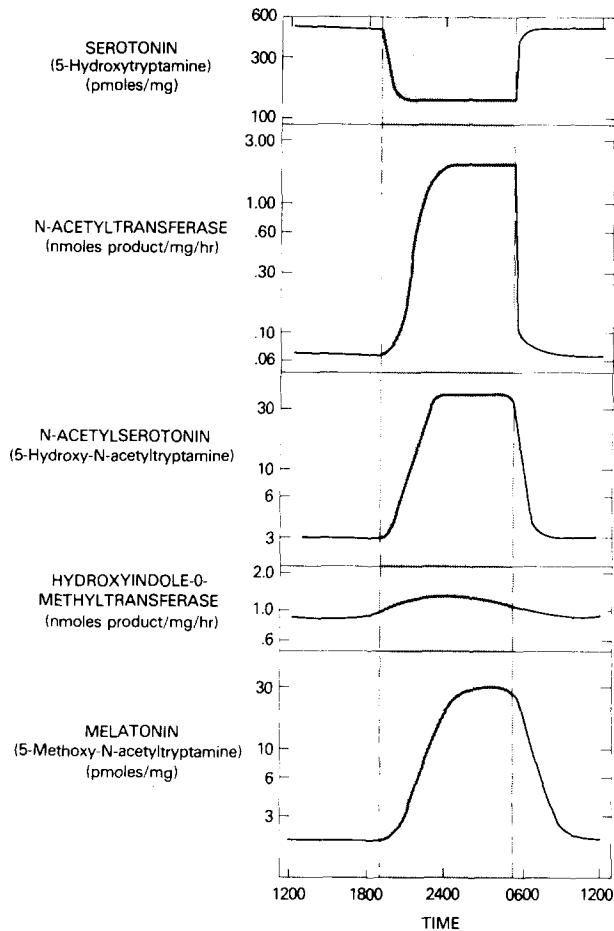 600
SEROTONIN
(5-Hydroxytryptamine)
(pmoles/mg)
300
100
3.00
N-ACETYLTRANSFERASE
(nmoles product/mg/hr)
1.00
.60
.30
.10
.06
N-ACETYLSEROTONIN
(5-Hydroxy-N-acetyltryptamine)
30
10
6
3
HYDROXYINDOLE-0-
METHYLTRANSFERASE
(nmoles product/mg/hr)
2.0
1.0
.6
MELATONIN
(5-Methoxy-N-acetyltryptamine)
(pmoles/mg)
30
10
6
3
1200 1800 2400 0600 1200
TIME